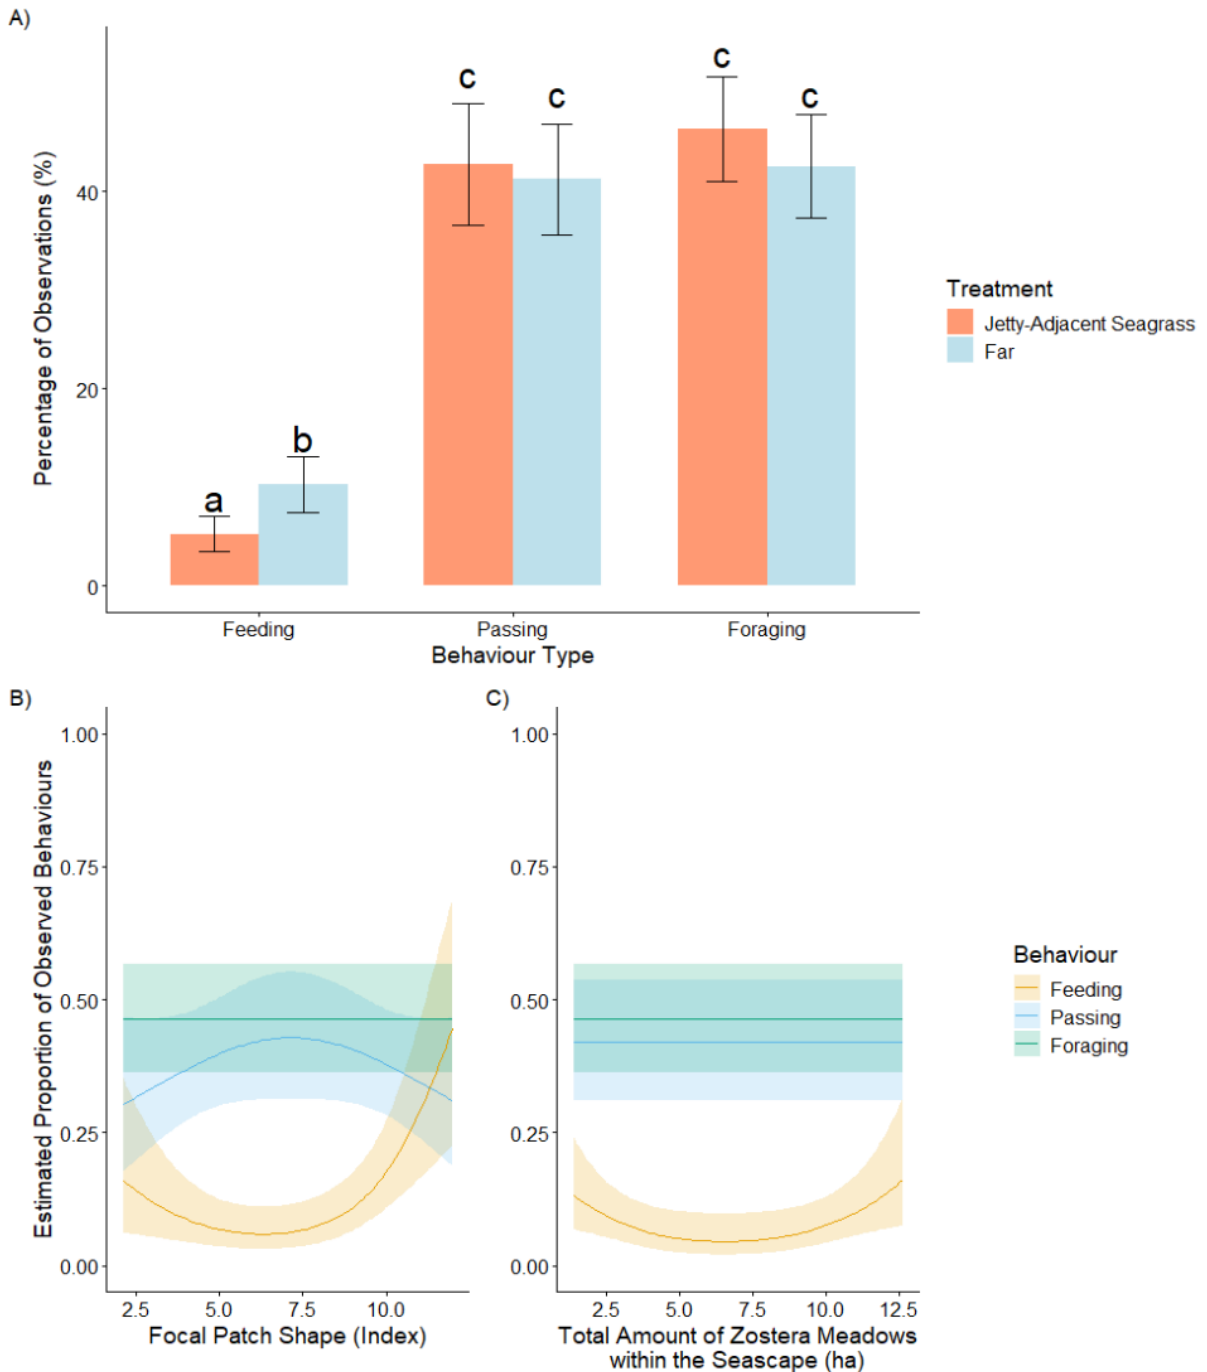 A)
Percentage of Observations (%)
40
20
0
a
b
c
c
c
c
Feeding
Passing
Foraging
Behaviour Type
Treatment
Jetty-Adjacent Seagrass
Far
B)
Estimated Proportion of Observed Behaviours
1.00
0.75
0.50
0.25
0.00
2.5
5.0
7.5
10.0
Focal Patch Shape (Index)
C)
1.00
0.75
0.50
0.25
0.00
2.5
5.0
7.5
10.0
12.5
Total Amount of Zostera Meadows
within the Seascape (ha)
Behaviour
Feeding
Passing
Foraging